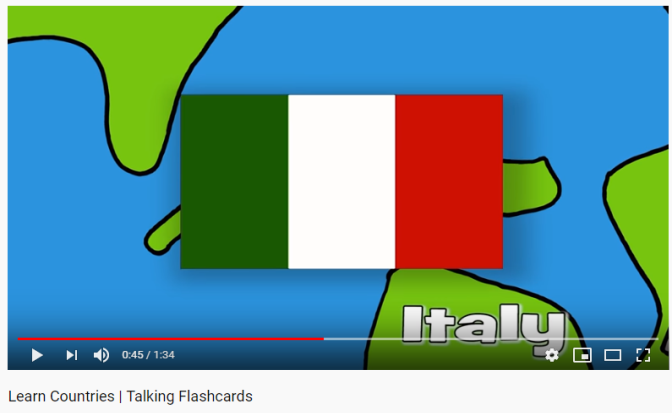 Italy
0:45 / 1:34
Learn Countries | Talking Flashcards